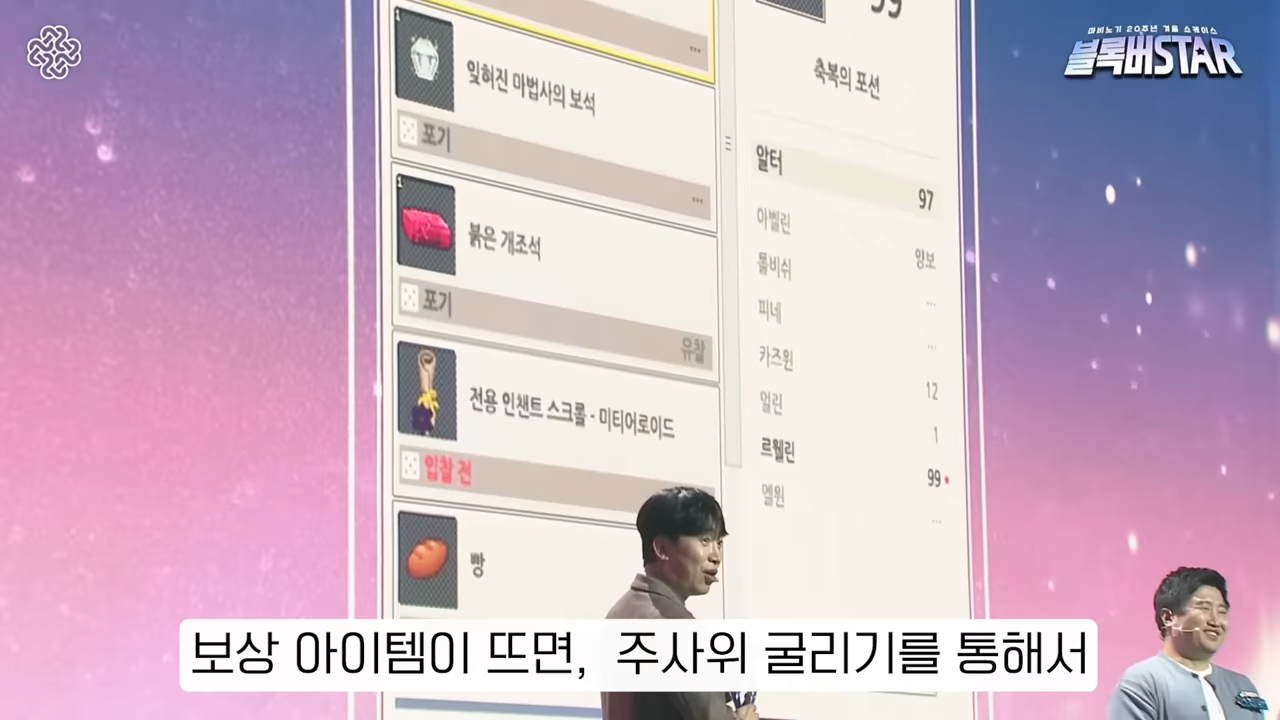 마비노기 20주년 겨울 쇼케이스
블록버STAR
1
잊혀진 마법사의 보석
포기
...
1
붉은 개조석
포기
유찰
전용 인챈트 스크롤 - 미티어로이드
입찰 전
빵
99
축복의 포션
알터 97
아벨린 양보
톨비쉬 ...
피네 ...
카즈윈 12
멀린 1
르웰린 99
엘윈 ...
보상 아이템이 뜨면, 주사위 굴리기를 통해서